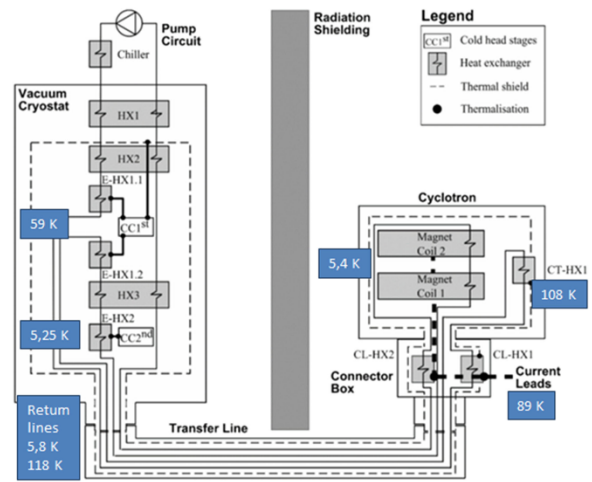 Pump
Circuit
Chiller
Vacuum
Cryostat
HX1
HX2
E-HX1.1
CC1st
59 K
E-HX1.2
HX3
E-HX2
CC2nd
5,25 K
Return
lines
5,8 K
118 K
Transfer Line
Radiation
Shielding
Legend
CC1st
Cold head stages
Heat exchanger
Thermal shield
Thermalisation
Cyclotron
Magnet
Coil 2
Magnet
Coil 1
5,4 K
CT-HX1
108 K
CL-HX2
CL-HX1
Connector
Box
Current
Leads
89 K